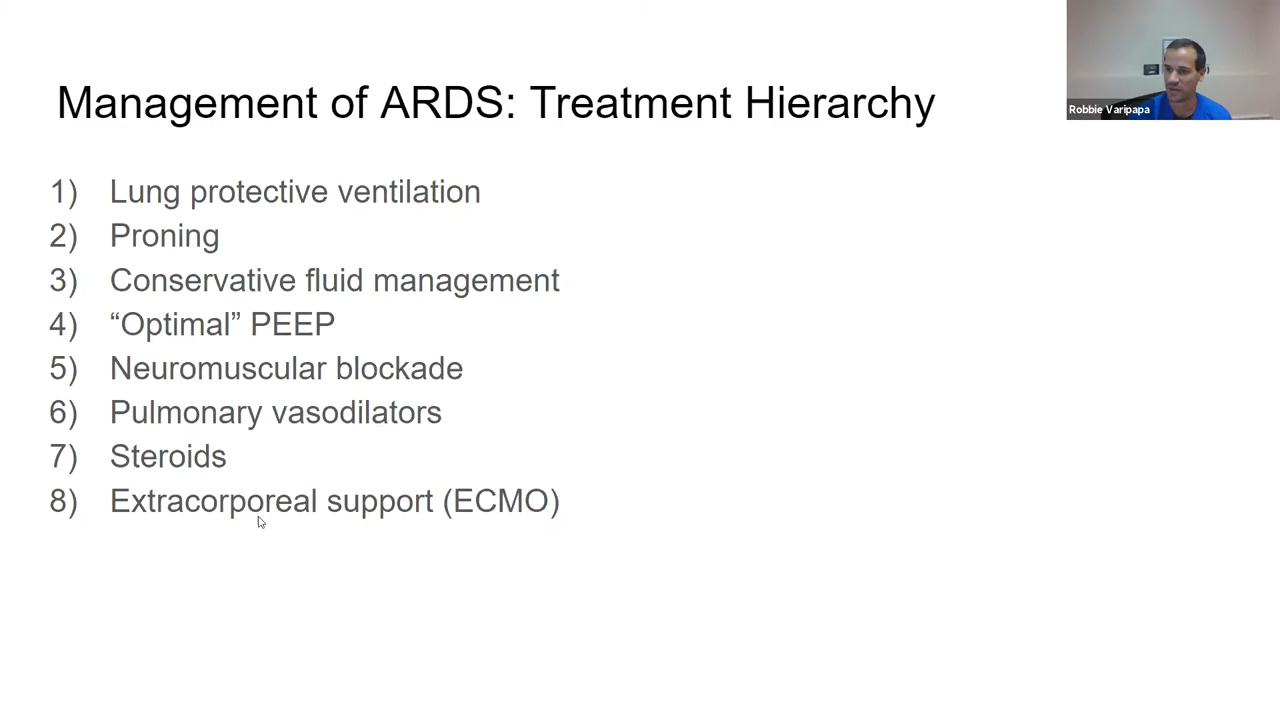 Management of ARDS: Treatment Hierarchy
Robbie Varipapa
1) Lung protective ventilation
2) Proning
3) Conservative fluid management
4) “Optimal” PEEP
5) Neuromuscular blockade
6) Pulmonary vasodilators
7) Steroids
8) Extracorporeal support (ECMO)